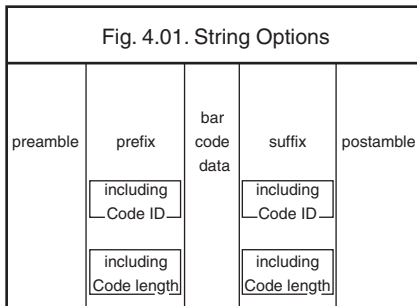 Fig. 4.01. String Options
preamble
prefix
bar
code
data
suffix
postamble
including
Code ID
including
Code ID
including
Code length
including
Code length